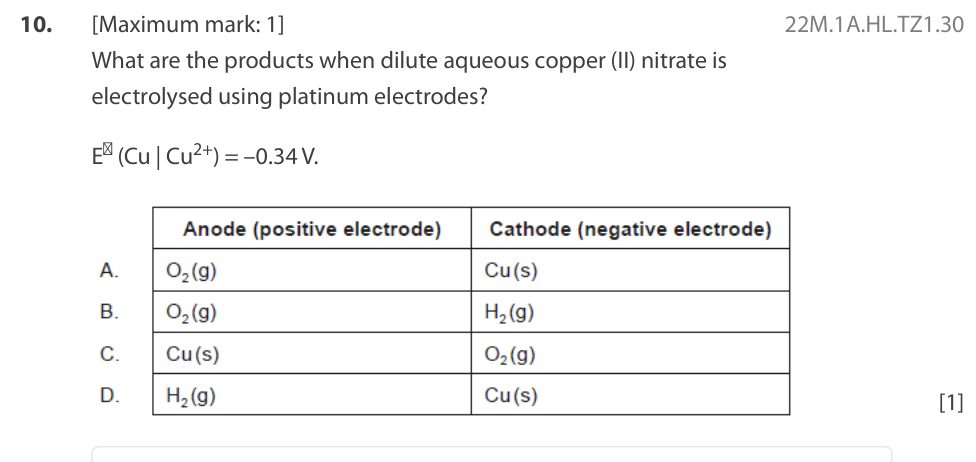 10. [Maximum mark: 1] 22M.1A.HL.TZ1.30
What are the products when dilute aqueous copper (II) nitrate is
electrolysed using platinum electrodes?
E☒ (Cu | Cu²⁺) = –0.34 V.
Anode (positive electrode) Cathode (negative electrode)
A. O₂(g) Cu(s)
B. O₂(g) H₂(g)
C. Cu(s) O₂(g)
D. H₂(g) Cu(s)
[1]